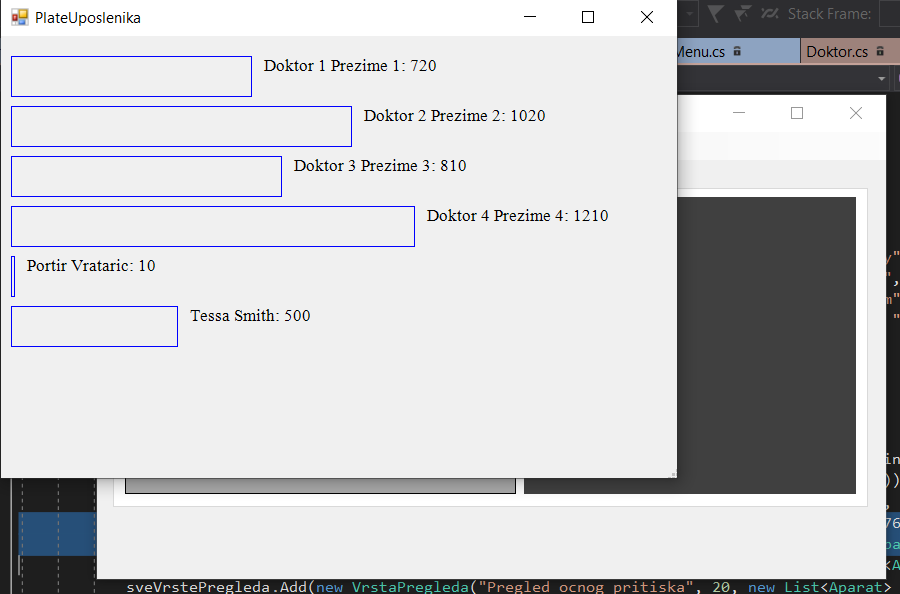 PlateUposlenika
Stack Frame:
Menu.cs
Doktor.cs
Doktor 1 Prezime 1: 720
Doktor 2 Prezime 2: 1020
Doktor 3 Prezime 3: 810
Doktor 4 Prezime 4: 1210
Portir Vrataric: 10
Tessa Smith: 500
sveVrstePregleda.Add(new VrstaPregleda("Pregled ocnog pritiska", 20, new List<Aparat>